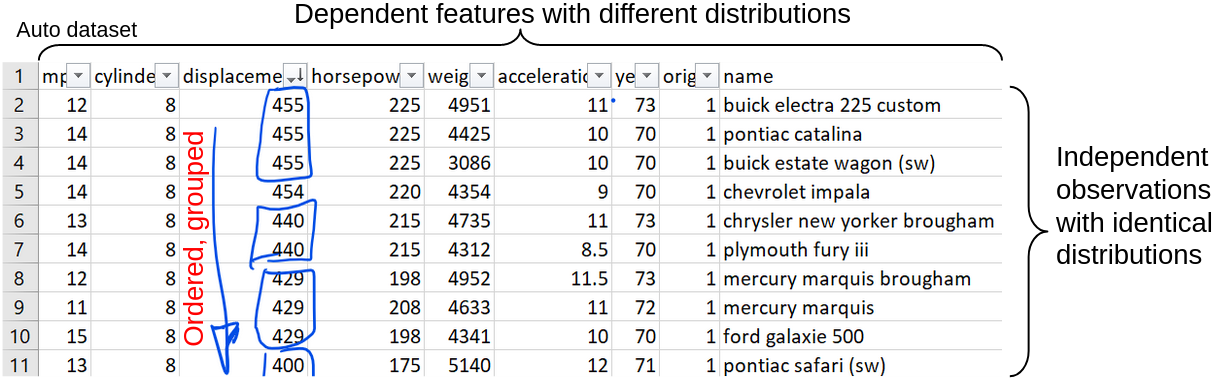 Dependent features with different distributions
Auto dataset
1 mp cylinde displaceme horsepow weig acceleratic ye orig name
2 12 8 455 225 4951 11 73 1 buick electra 225 custom
3 14 8 455 225 4425 10 70 1 pontiac catalina
4 14 8 455 225 3086 10 70 1 buick estate wagon (sw)
5 14 8 454 220 4354 9 70 1 chevrolet impala
6 13 8 440 215 4735 11 73 1 chrysler new yorker brougham
7 14 8 440 215 4312 8.5 70 1 plymouth fury iii
8 12 8 429 198 4952 11.5 73 1 mercury marquis brougham
9 11 8 429 208 4633 11 72 1 mercury marquis
10 15 8 429 198 4341 10 70 1 ford galaxie 500
11 13 8 400 175 5140 12 71 1 pontiac safari (sw)
Ordered, grouped
Independent
observations
with identical
distributions